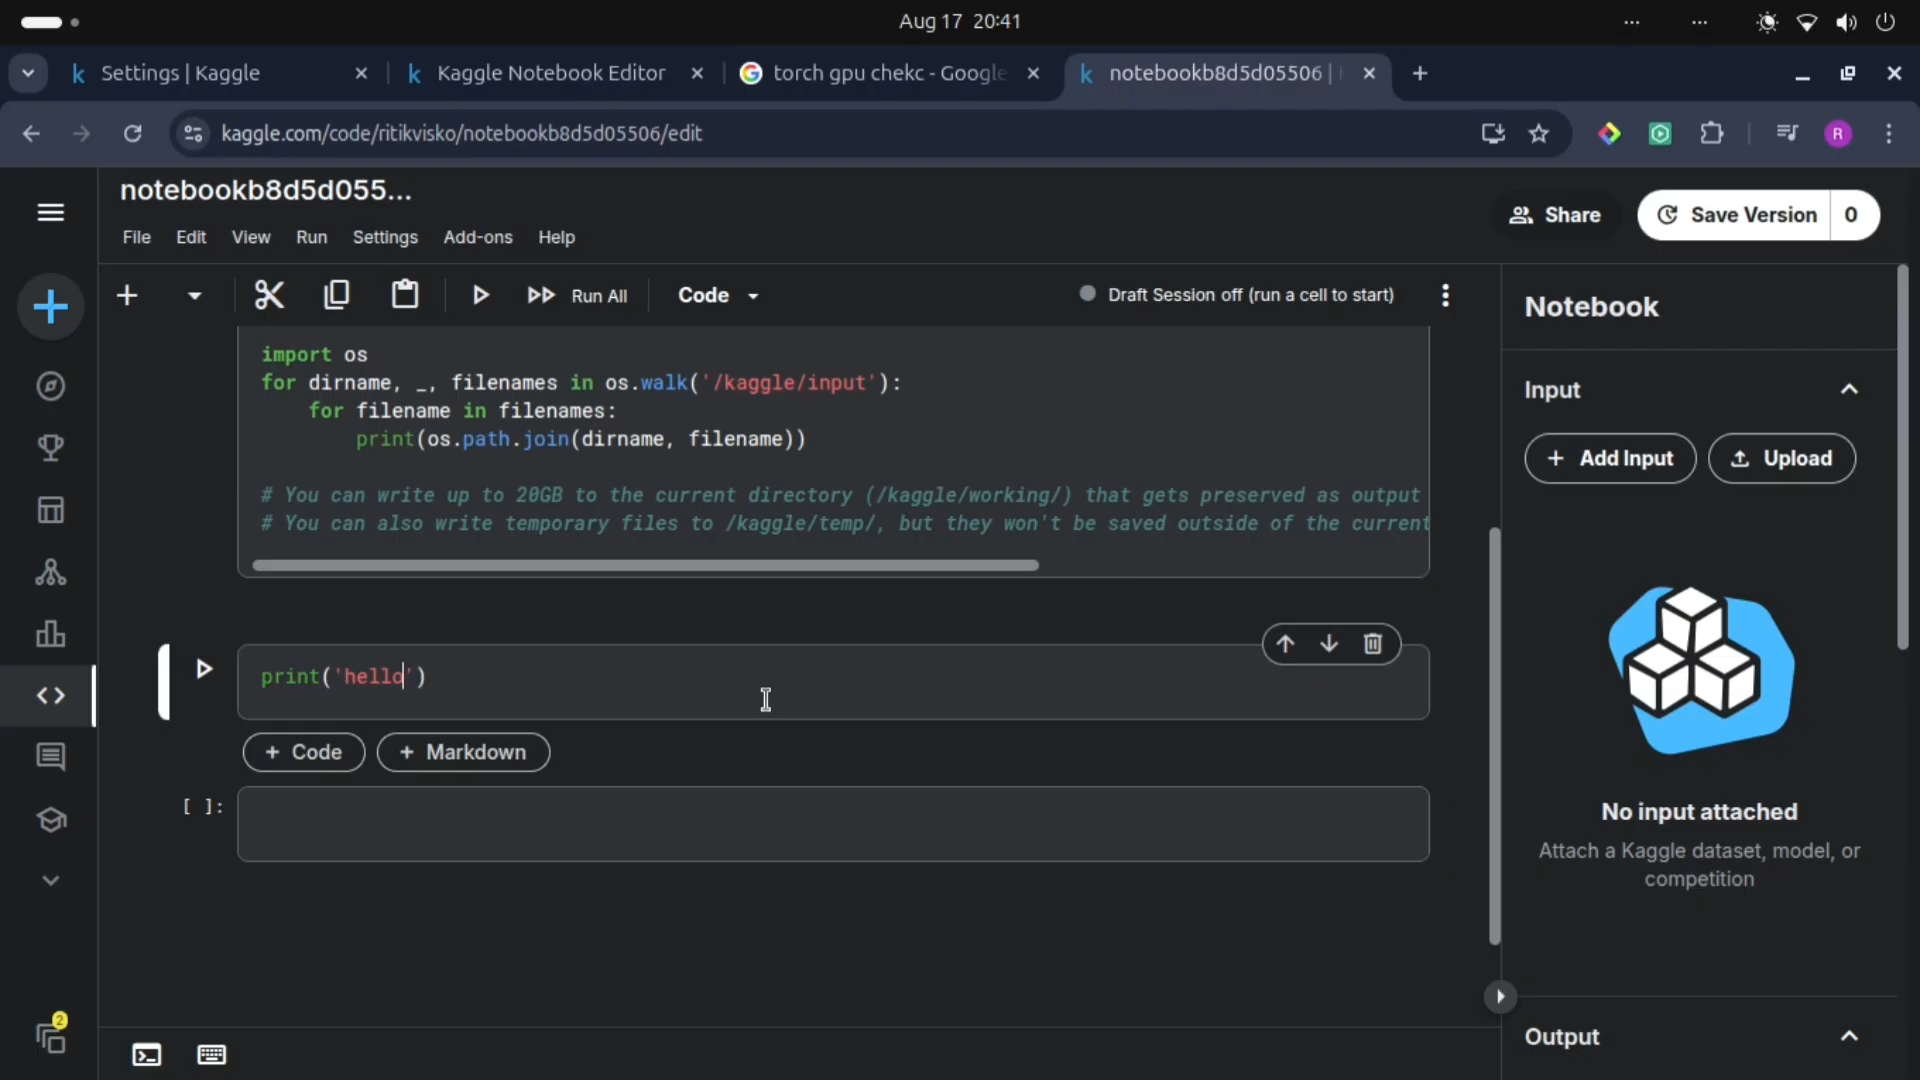 Aug 17 20:41
Settings | Kaggle
Kaggle Notebook Editor
torch gpu chekc - Google
notebookb8d5d05506 |
kaggle.com/code/ritikvisko/notebookb8d5d05506/edit
R
notebookb8d5d055...
Share
Save Version
0
File Edit View Run Settings Add-ons Help
Run All
Code
Draft Session off (run a cell to start)
import os
for dirname, _, filenames in os.walk('/kaggle/input'):
    for filename in filenames:
        print(os.path.join(dirname, filename))
# You can write up to 20GB to the current directory (/kaggle/working/) that gets preserved as output
# You can also write temporary files to /kaggle/temp/, but they won't be saved outside of the current
print('hello')
+ Code
+ Markdown
[ ]:
2
Notebook
Input
+ Add Input
Upload
No input attached
Attach a Kaggle dataset, model, or
competition
Output